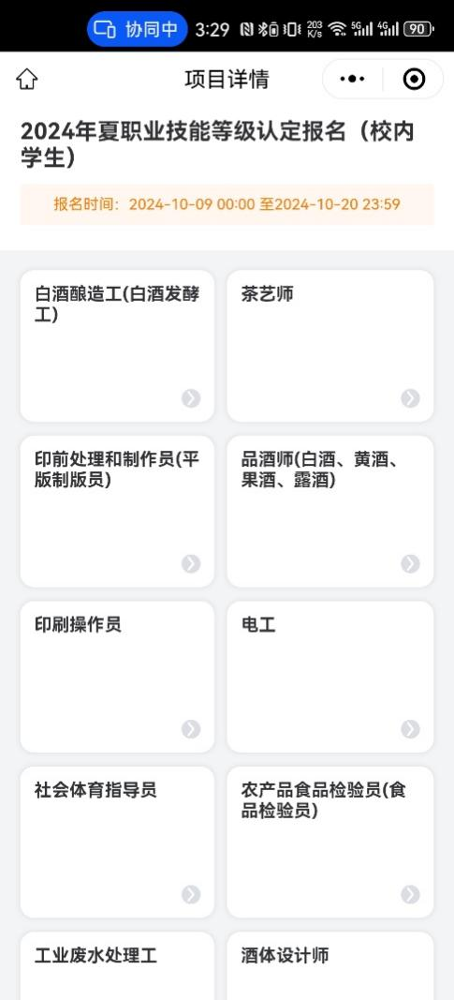 协同中 3:29 203 K/s 5G 4G 90
项目详情
2024年夏职业技能等级认定报名（校内
学生）
报名时间：2024-10-09 00:00 至2024-10-20 23:59
白酒酿造工(白酒发酵
工)
茶艺师
印前处理和制作员(平
版制版员)
品酒师(白酒、黄酒、
果酒、露酒)
印刷操作员
电工
社会体育指导员
农产品食品检验员(食
品检验员)
工业废水处理工
酒体设计师